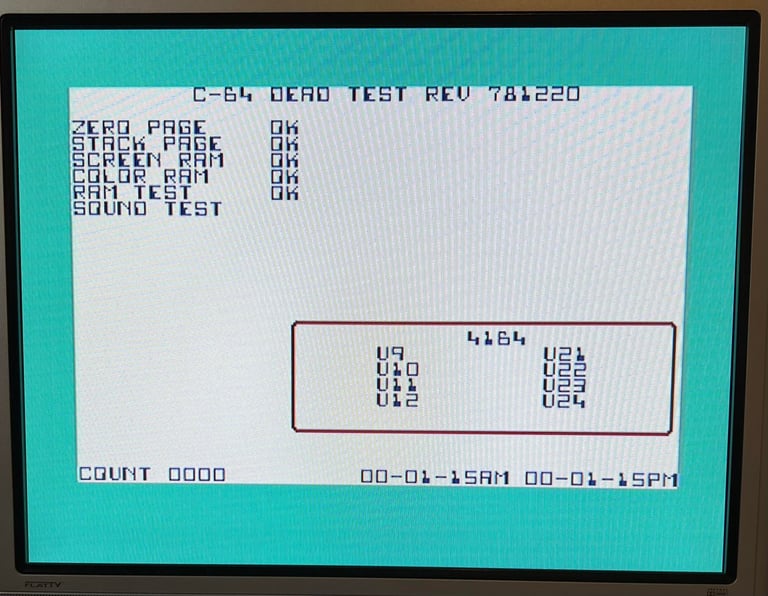 C-64 DEAD TEST REV 781220
ZERO PAGE OK
STACK PAGE OK
SCREEN RAM OK
COLOR RAM OK
RAM TEST OK
SOUND TEST
4164
U9 U21
U10 U22
U11 U23
U12 U24
COUNT 0000 00-01-15AM 00-01-15PM
FLATTY